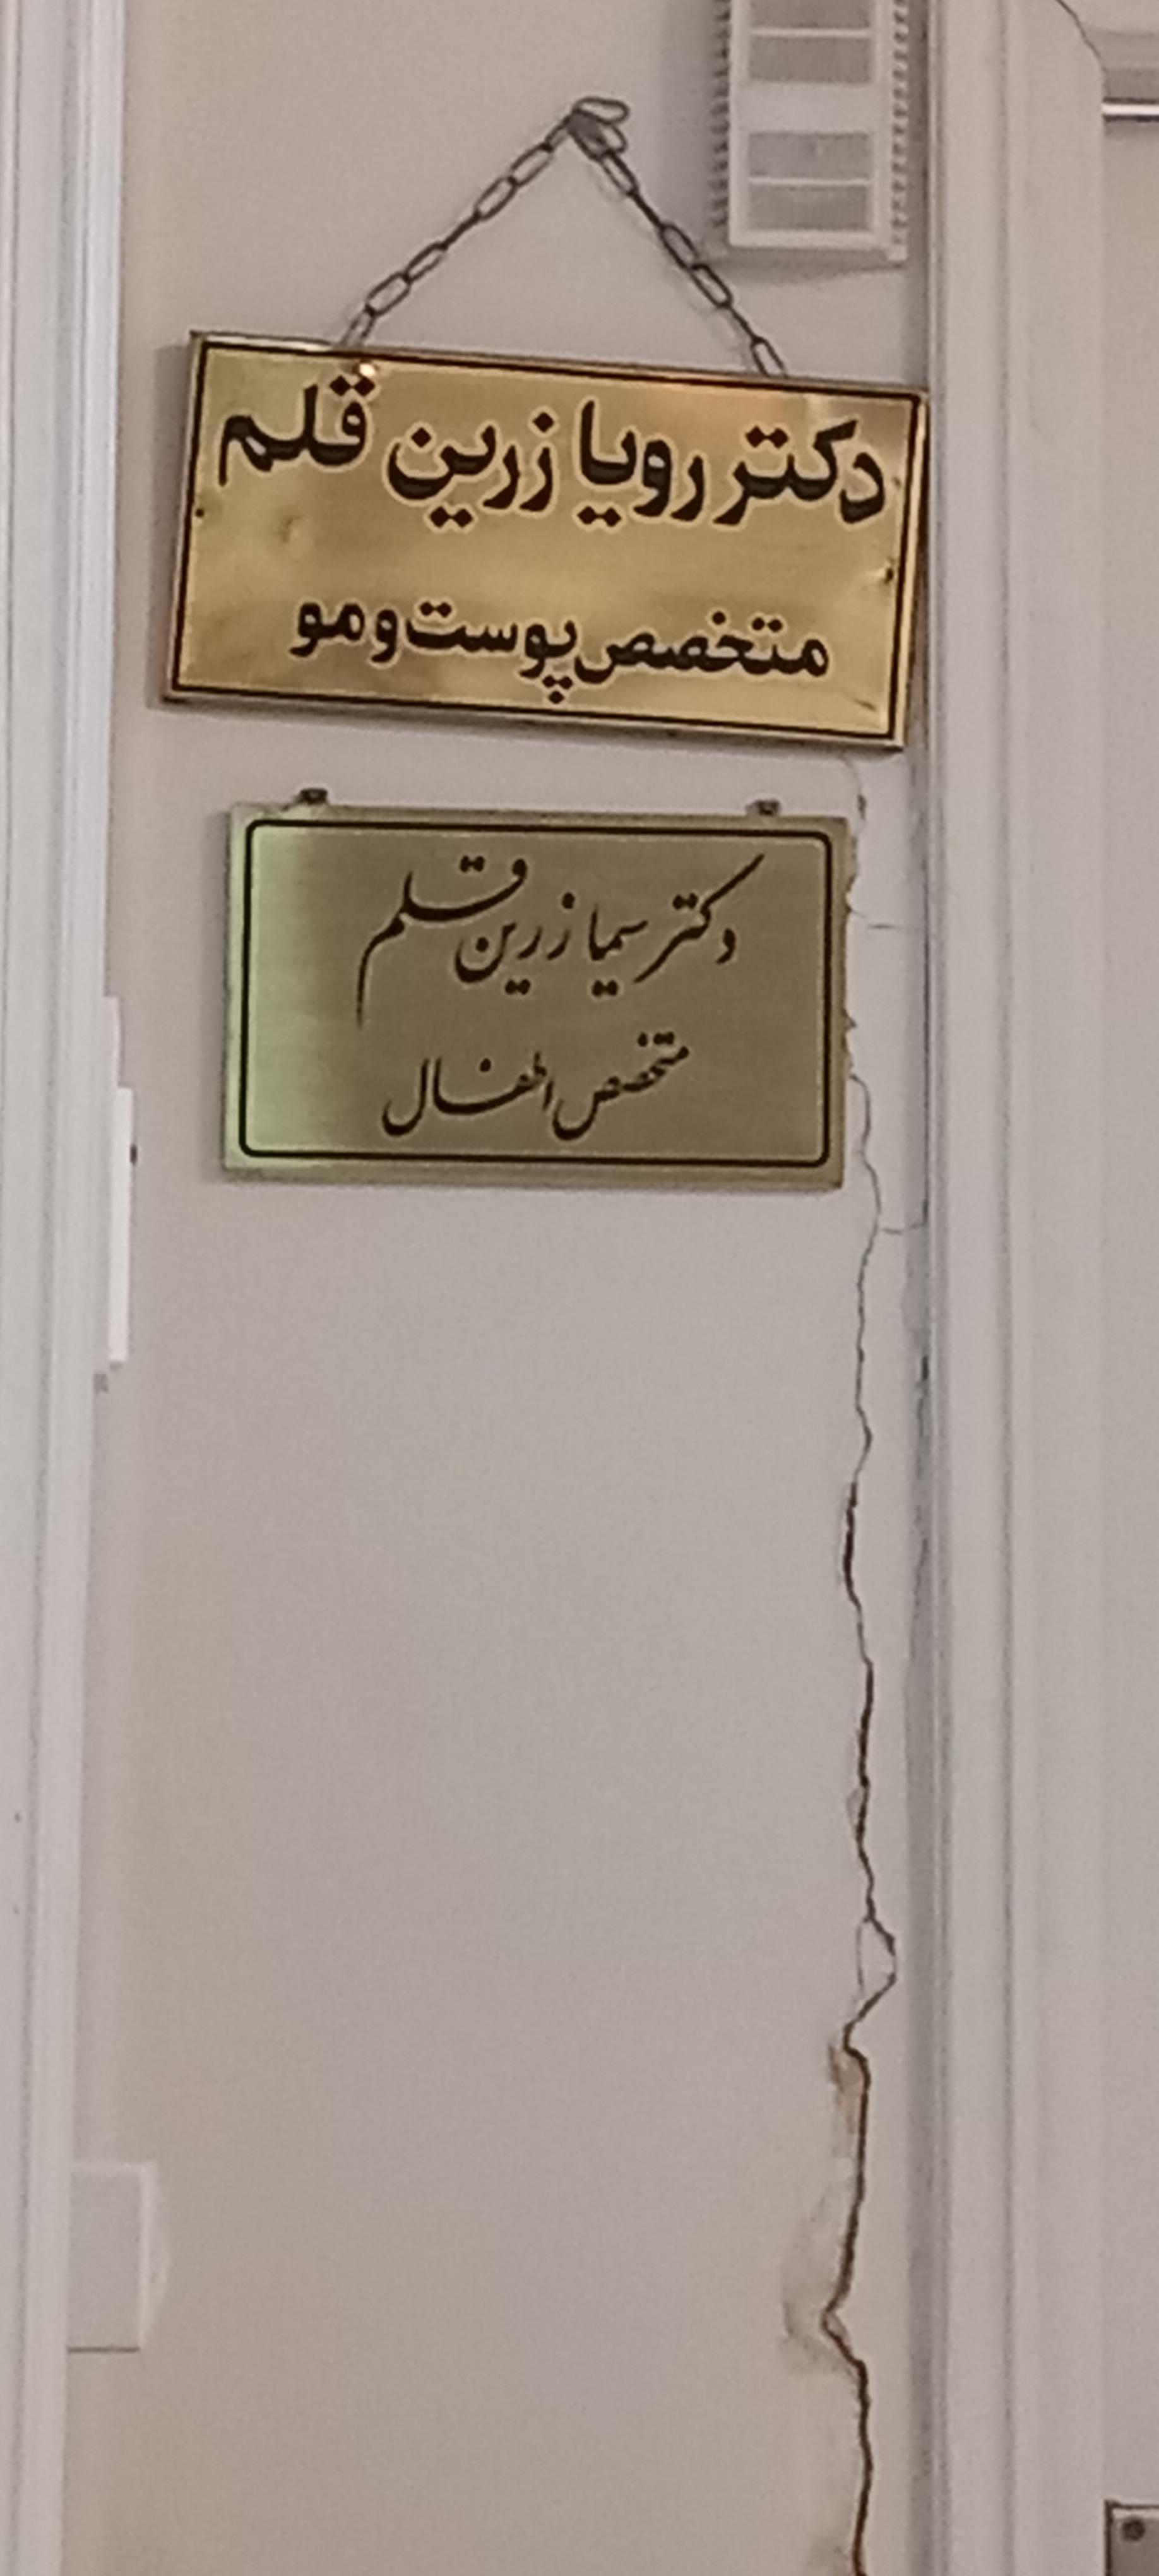 دکتر رویا زرین قلم
متخصص پوست و مو
دکتر سیما زرین قلم
متخصص اطفال